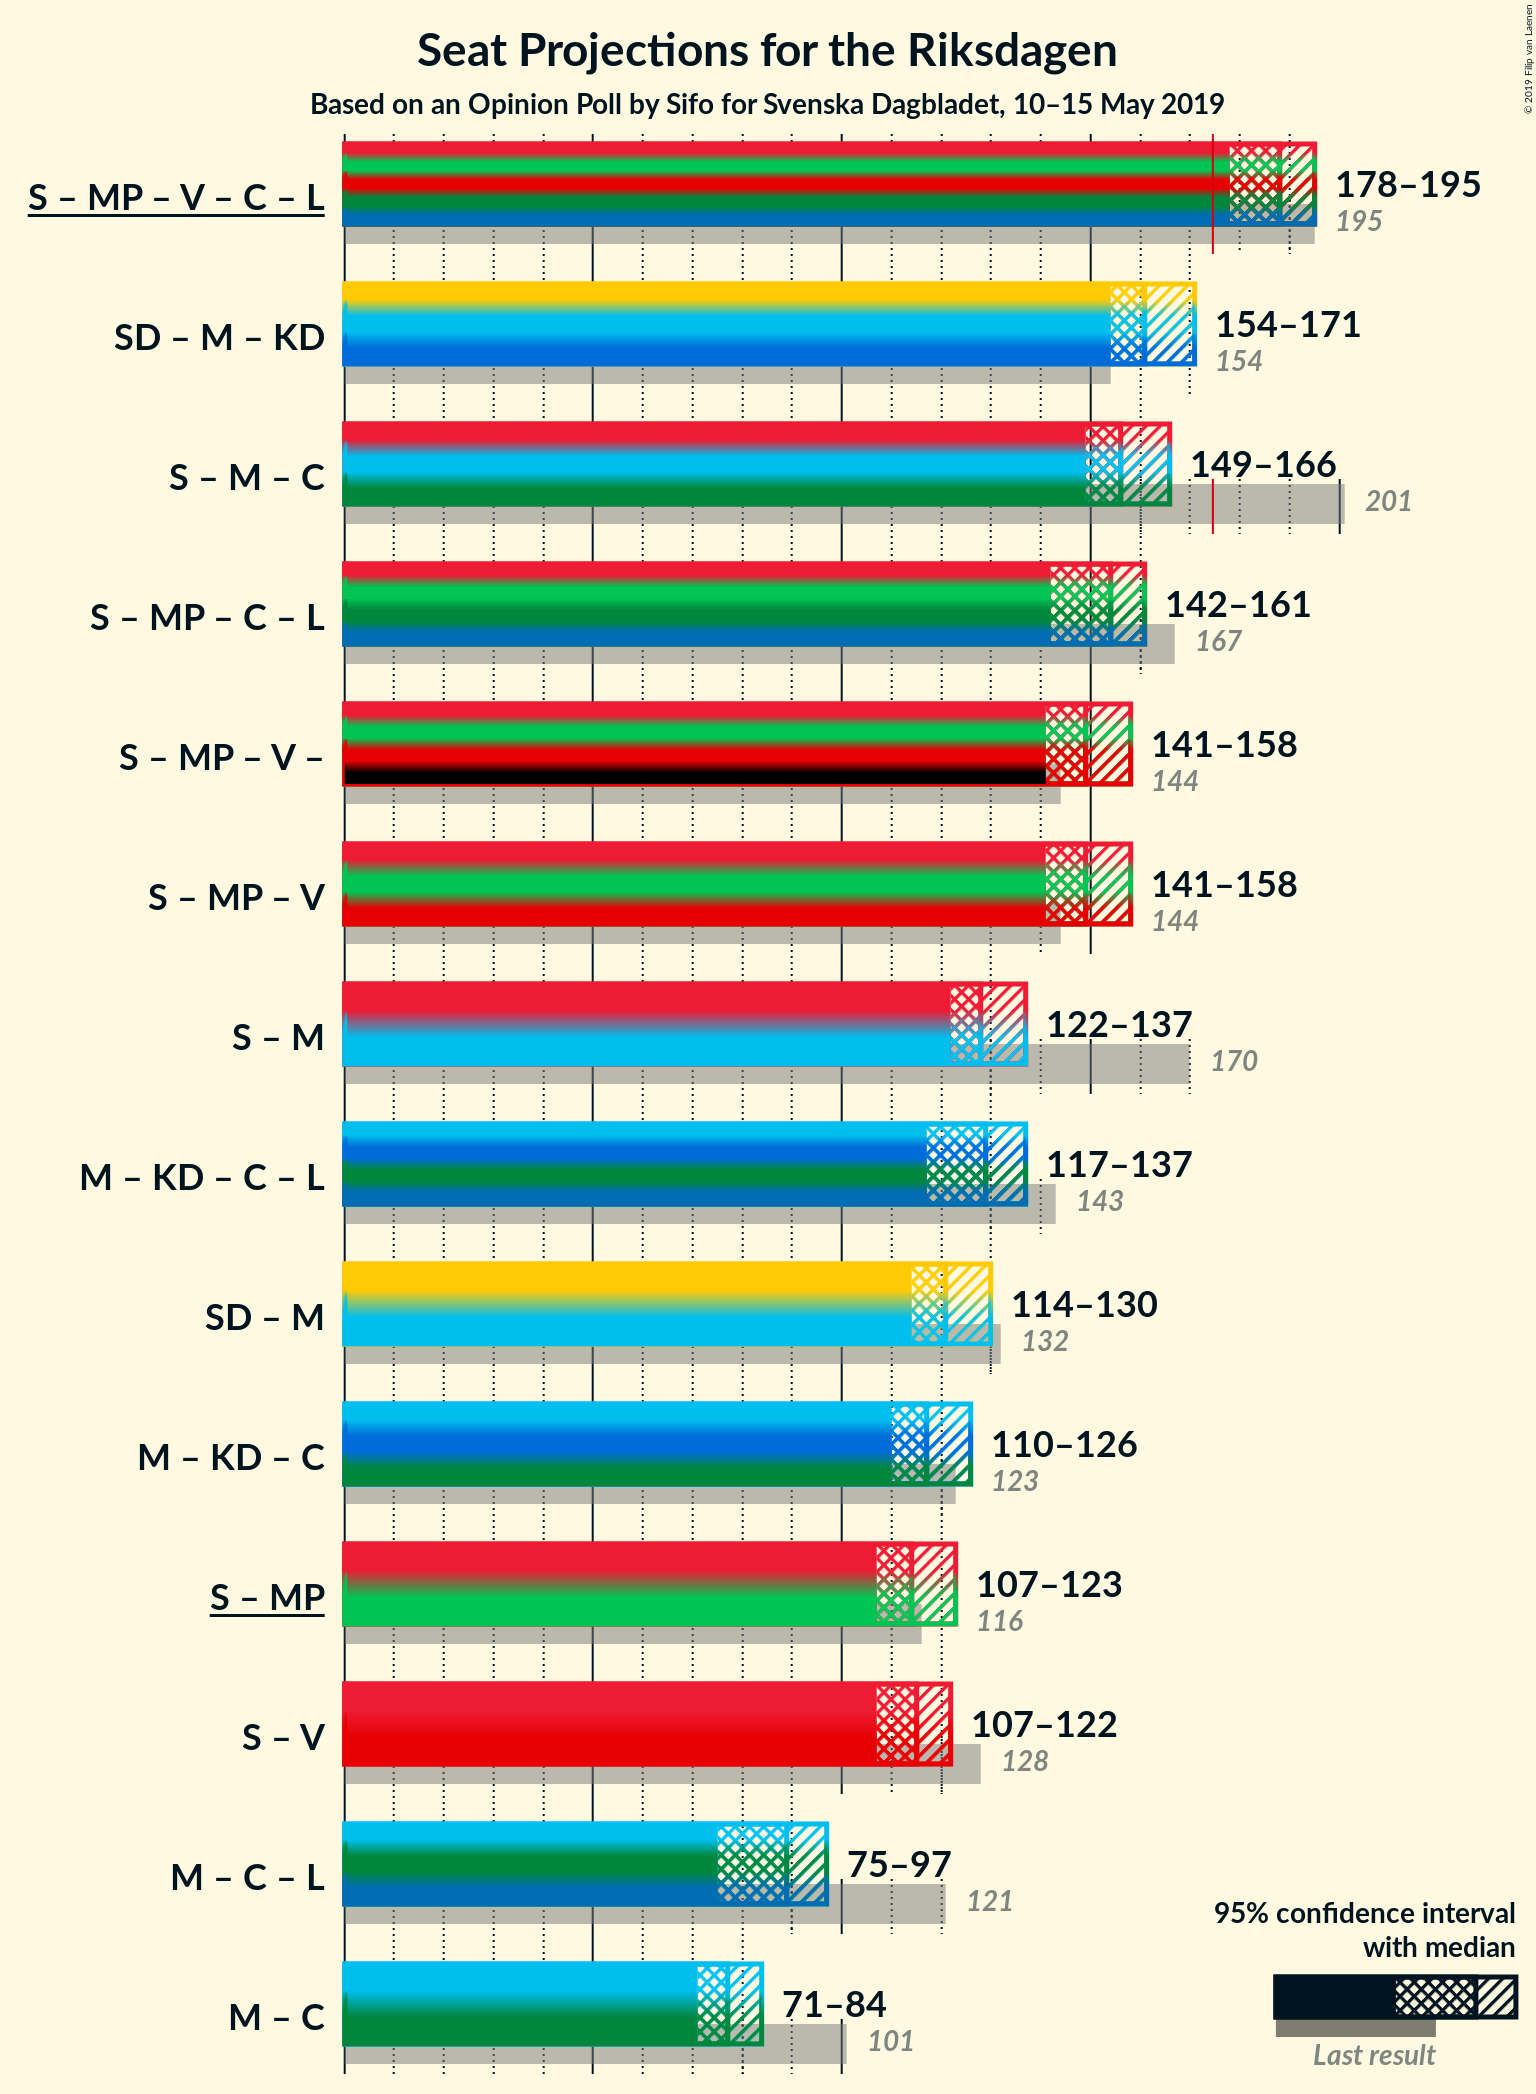 Seat Projections for the Riksdagen
Based on an Opinion Poll by Sifo for Svenska Dagbladet, 10–15 May 2019
© 2019 Filip van Laenen
S – MP – V – C – L
178–195
195
SD – M – KD
154–171
154
S – M – C
149–166
201
S – MP – C – L
142–161
167
S – MP – V –
141–158
144
S – MP – V
141–158
144
S – M
122–137
170
M – KD – C – L
117–137
143
SD – M
114–130
132
M – KD – C
110–126
123
S – MP
107–123
116
S – V
107–122
128
M – C – L
75–97
121
M – C
71–84
101
95% confidence interval
with median
Last result